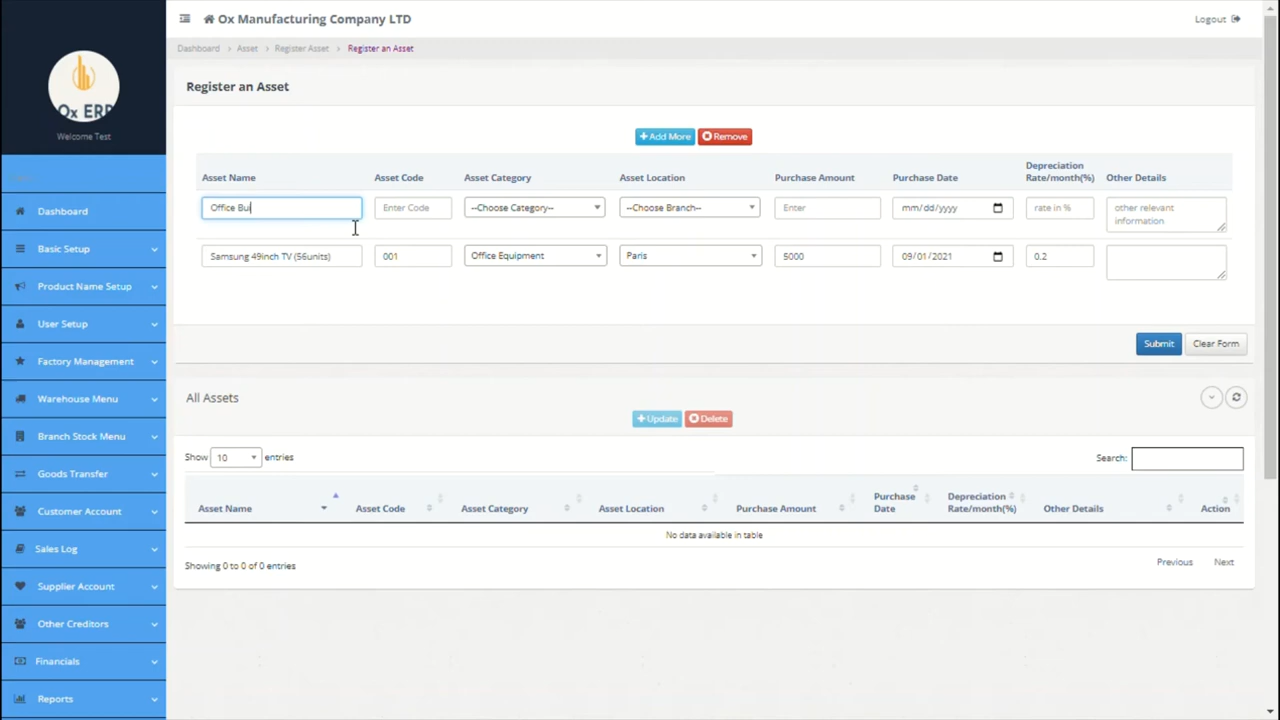 Ox Manufacturing Company LTD
Logout
Dashboard > Asset > Register Asset > Register an Asset
Ox ERP
Welcome Test
Dashboard
Basic Setup
Product Name Setup
User Setup
Factory Management
Warehouse Menu
Branch Stock Menu
Goods Transfer
Customer Account
Sales Log
Supplier Account
Other Creditors
Financials
Reports
Register an Asset
Add More Remove
Asset Name Asset Code Asset Category Asset Location Purchase Amount Purchase Date Depreciation Rate/month(%) Other Details
Office Bui Enter Code --Choose Category-- --Choose Branch-- Enter mm/dd/yyyy rate in % other relevant information
Samsung 49inch TV (56units) 001 Office Equipment Paris 5000 09/01/2021 0.2
Submit Clear Form
All Assets
Update Delete
Show 10 entries Search:
Asset Name Asset Code Asset Category Asset Location Purchase Amount Purchase Date Depreciation Rate/month(%) Other Details Action
No data available in table
Showing 0 to 0 of 0 entries Previous Next